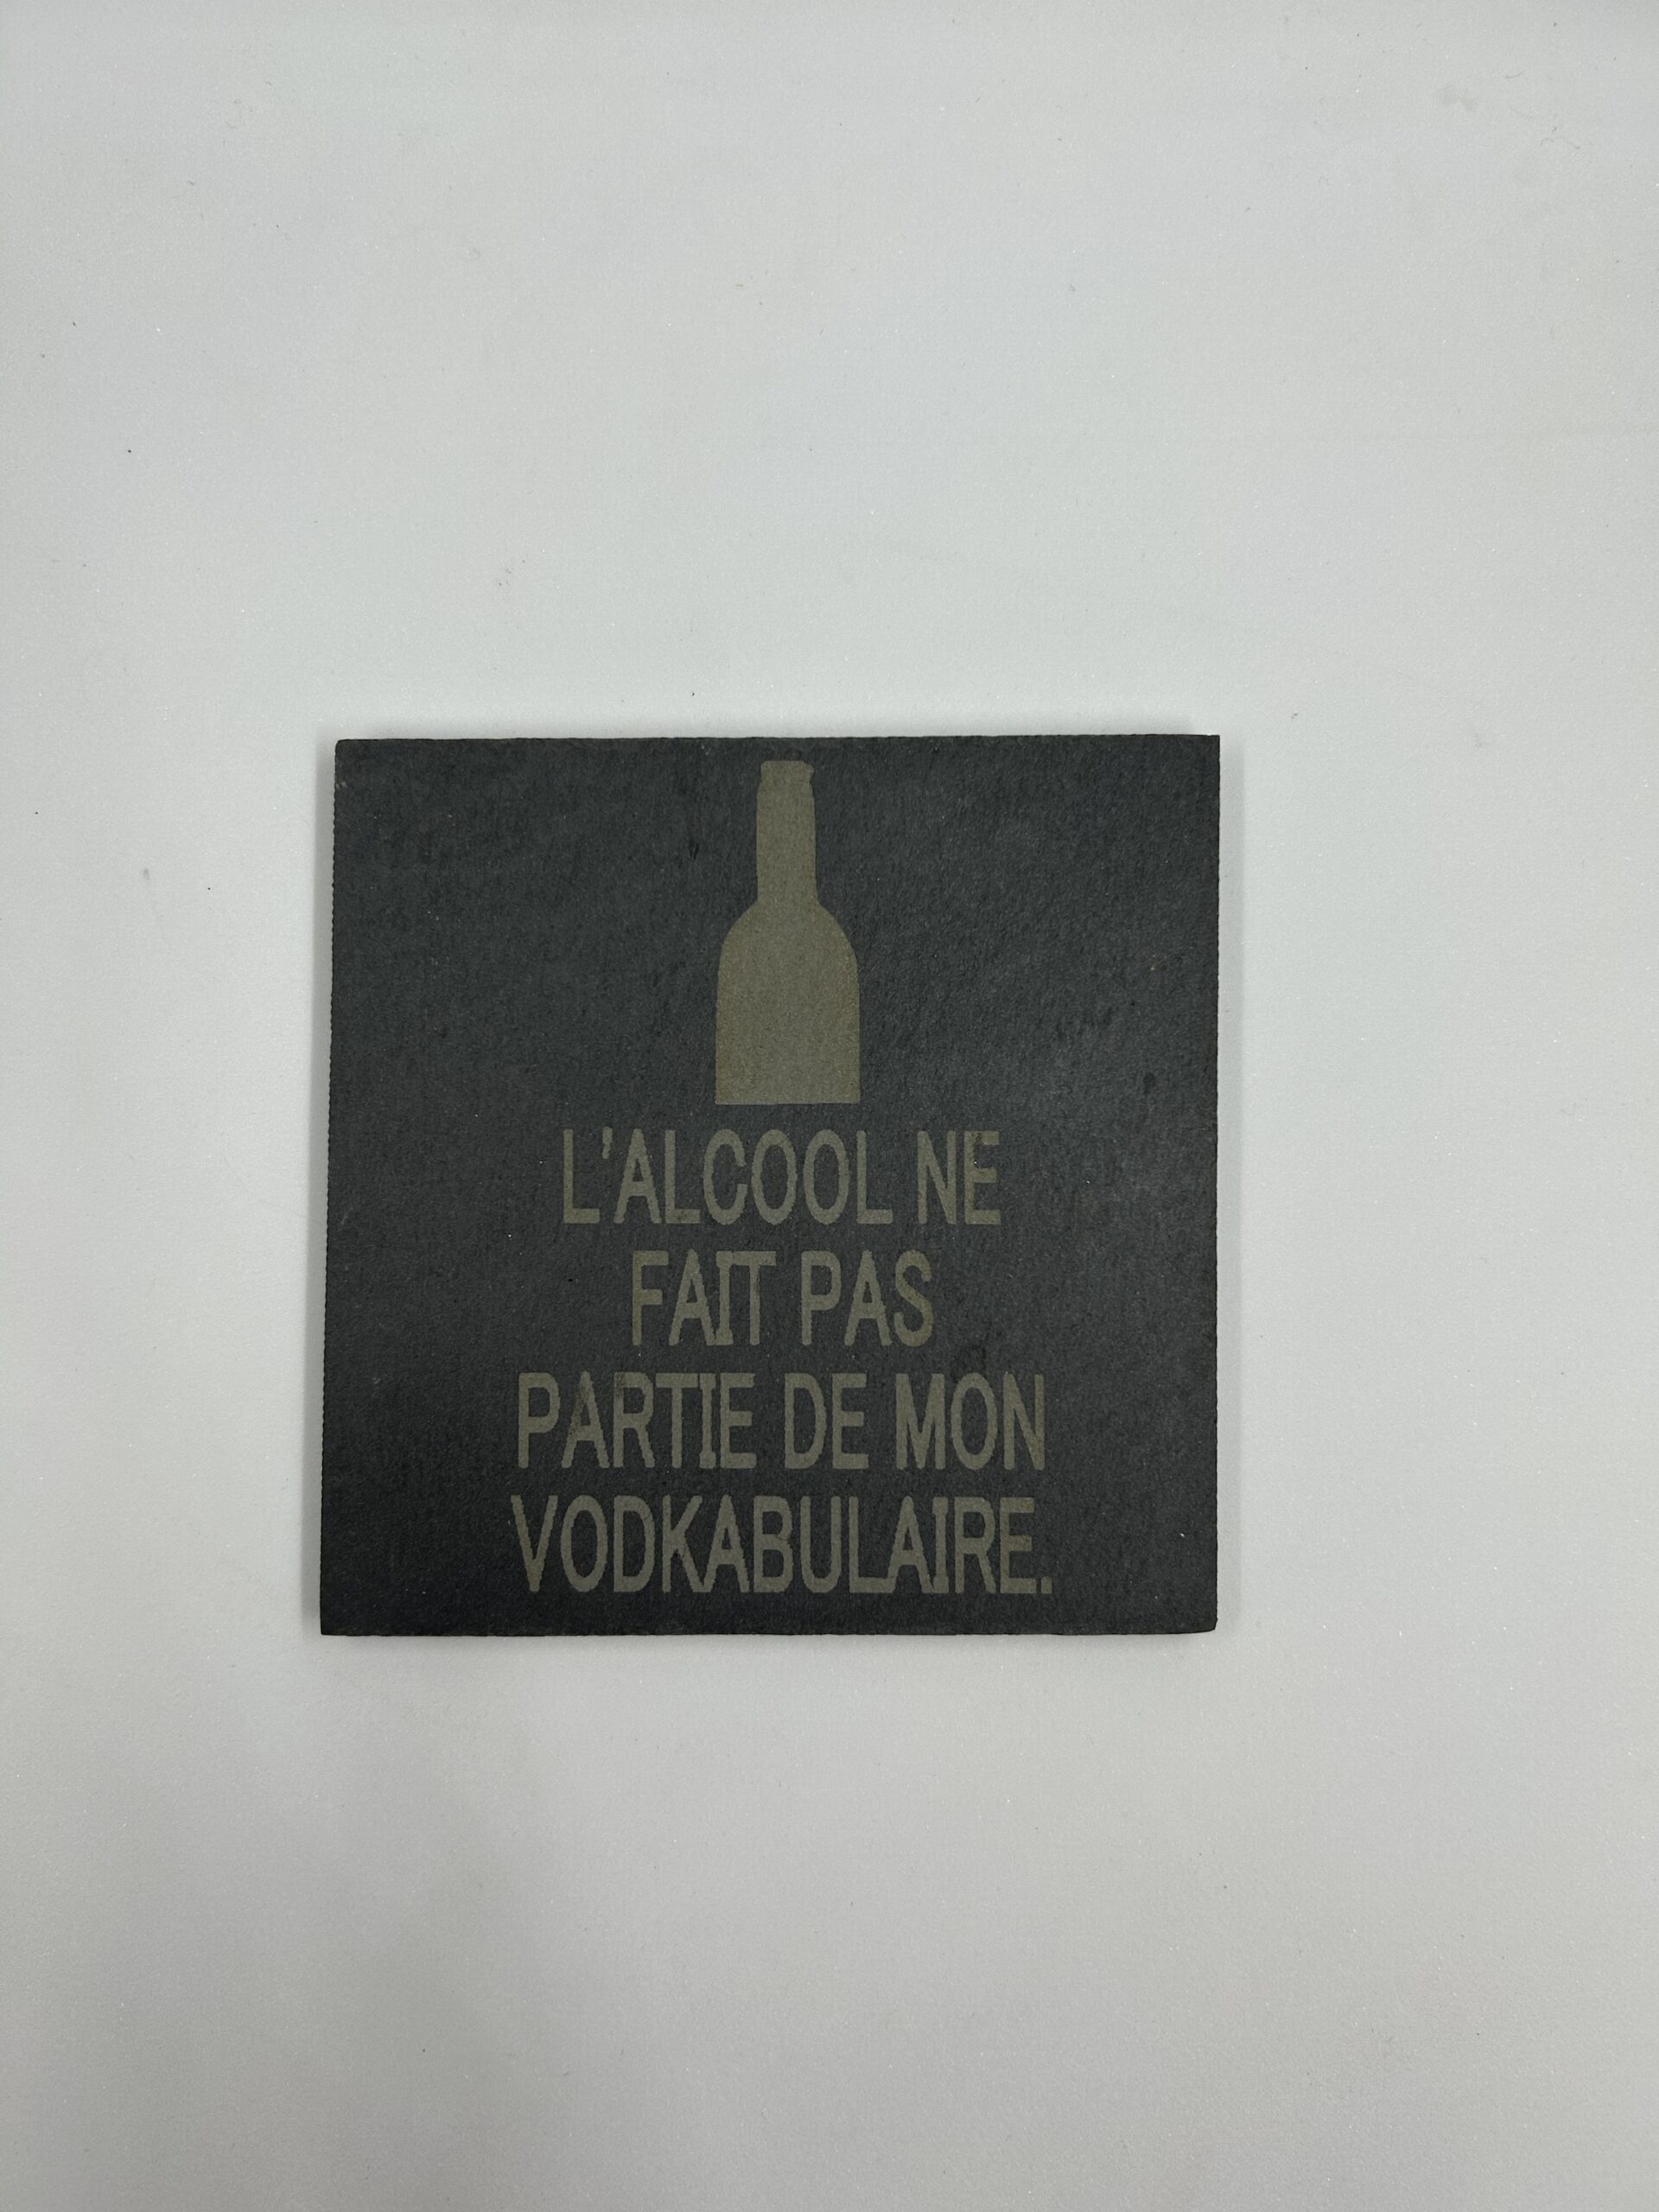 L'ALCOOL NE
FAIT PAS
PARTIE DE MON
VODKABULAIRE.